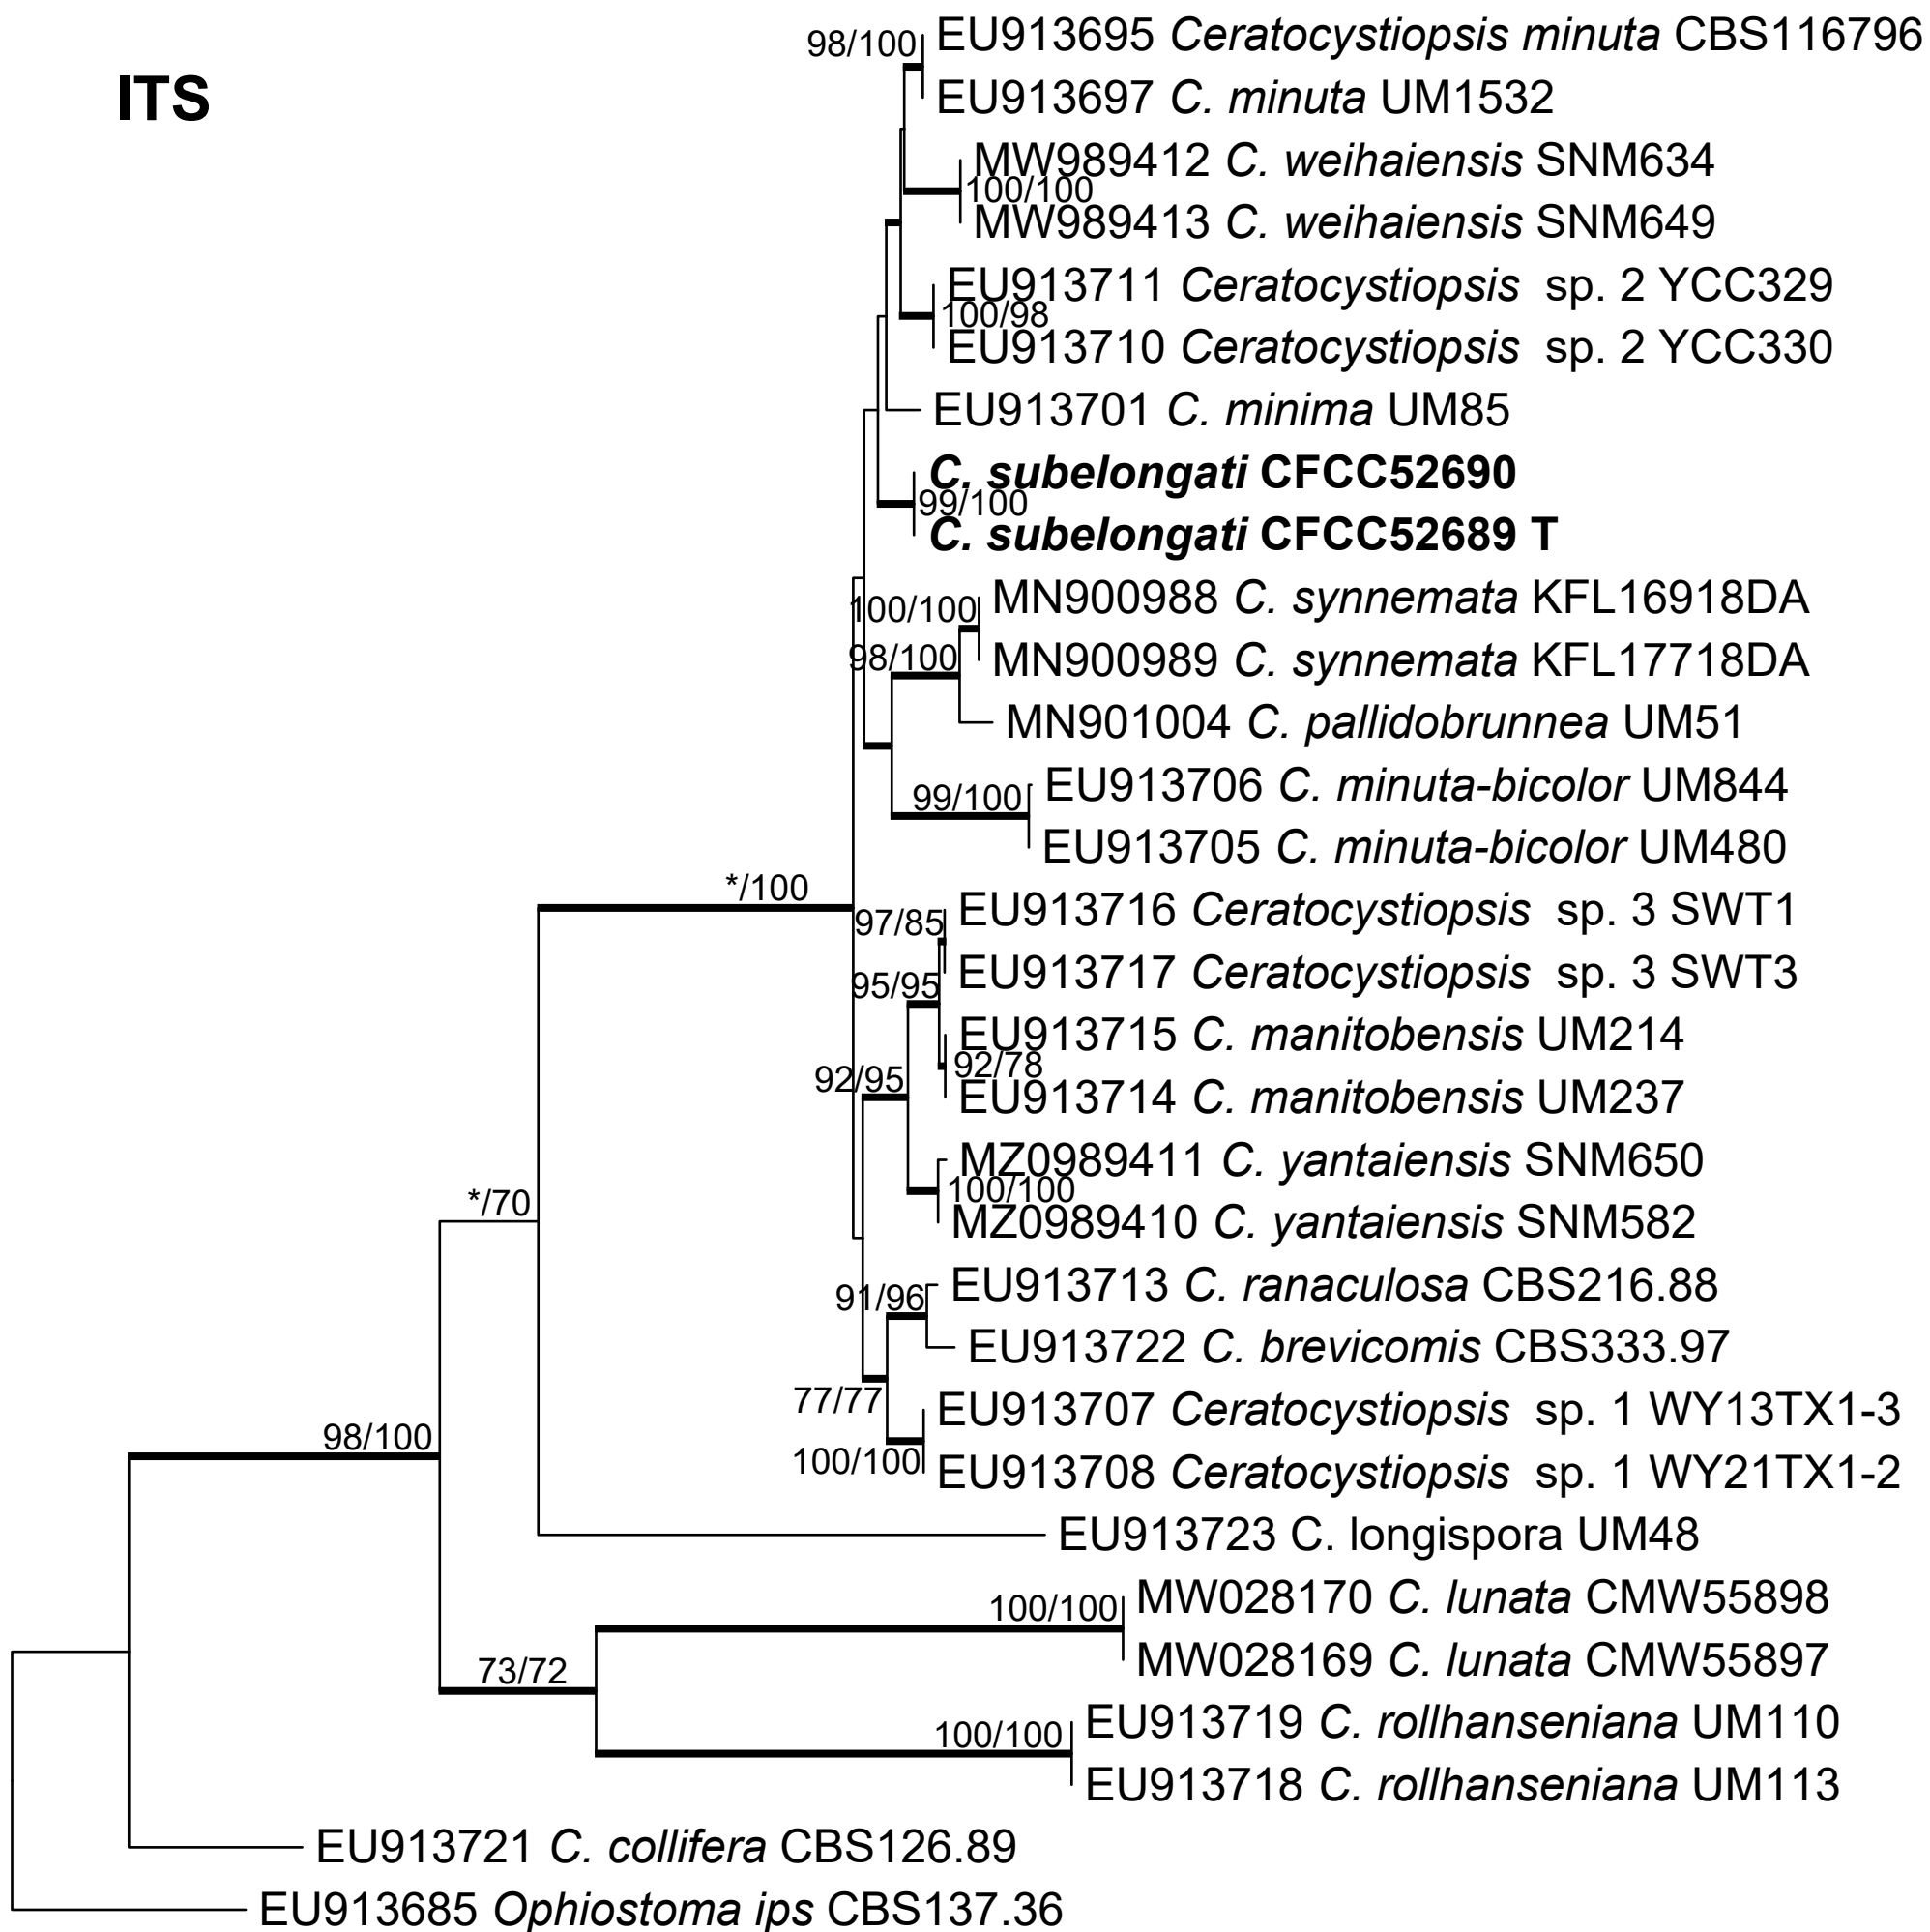 98/100
EU913695 Ceratocystiopsis minuta CBS116796
ITS
EU913697 C. minuta UM1532
MW989412 C. weihaiensis SNM634
100/100
MW989413 C. weihaiensis SNM649
EU913711 Ceratocystiopsis sp. 2 YCC329
100/98
EU913710 Ceratocystiopsis sp. 2 YCC330
EU913701 C. minima UM85
C. subelongati CFCC52690
99/100
C. subelongati CFCC52689 T
100/100
MN900988 C. synnemata KFL16918DA
98/100
MN900989 C. synnemata KFL17718DA
MN901004 C. pallidobrunnea UM51
99/100
EU913706 C. minuta-bicolor UM844
EU913705 C. minuta-bicolor UM480
*/100
97/85
EU913716 Ceratocystiopsis sp. 3 SWT1
95/95
EU913717 Ceratocystiopsis sp. 3 SWT3
EU913715 C. manitobensis UM214
92/95
92/78
EU913714 C. manitobensis UM237
MZ0989411 C. yantaiensis SNM650
*/70
100/100
MZ0989410 C. yantaiensis SNM582
91/96
EU913713 C. ranaculosa CBS216.88
EU913722 C. brevicomis CBS333.97
77/77
EU913707 Ceratocystiopsis sp. 1 WY13TX1-3
98/100
100/100
EU913708 Ceratocystiopsis sp. 1 WY21TX1-2
EU913723 C. longispora UM48
100/100
MW028170 C. lunata CMW55898
73/72
MW028169 C. lunata CMW55897
100/100
EU913719 C. rollhanseniana UM110
EU913718 C. rollhanseniana UM113
EU913721 C. collifera CBS126.89
EU913685 Ophiostoma ips CBS137.36